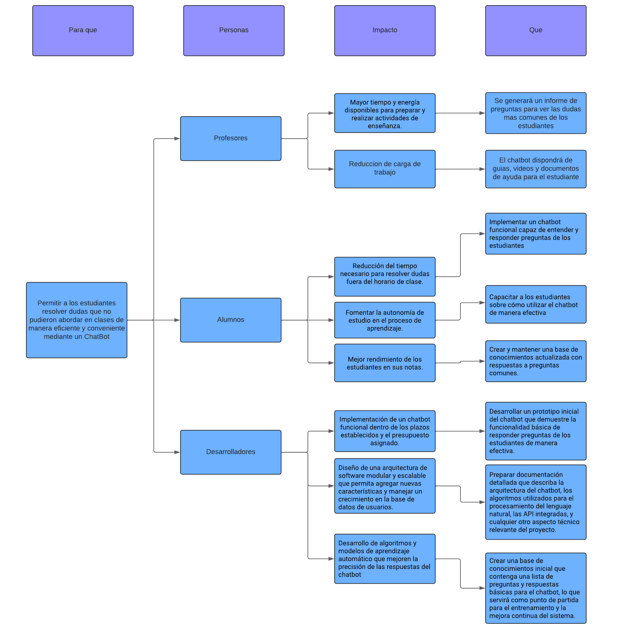 Para que
Personas
Impacto
Que
Permitir a los estudiantes
resolver dudas que no
pudieron abordar en clases de
manera eficiente y conveniente
mediante un ChatBot
Profesores
Mayor tiempo y energía
disponibles para preparar y
realizar actividades de
enseñanza.
Se generará un informe de
preguntas para ver las dudas
mas comunes de los
estudiantes
Reduccion de carga de
trabajo
El chatbot dispondrá de
guias, videos y documentos
de ayuda para el estudiante
Alumnos
Reducción del tiempo
necesario para resolver dudas
fuera del horario de clase.
Implementar un chatbot
funcional capaz de entender y
responder preguntas de los
estudiantes
Fomentar la autonomía de
estudio en el proceso de
aprendizaje.
Capacitar a los estudiantes
sobre cómo utilizar el chatbot
de manera efectiva
Mejor rendimiento de los
estudiantes en sus notas.
Crear y mantener una base de
conocimientos actualizada con
respuestas a preguntas
comunes.
Desarrolladores
Implementación de un chatbot
funcional dentro de los plazos
establecidos y el presupuesto
asignado.
Desarrollar un prototipo inicial
del chatbot que demuestre la
funcionalidad básica de
responder preguntas de los
estudiantes de manera
efectiva.
Diseño de una arquitectura de
software modular y escalable
que permita agregar nuevas
características y manejar un
crecimiento en la base de
datos de usuarios.
Preparar documentación
detallada que describa la
arquitectura del chatbot, los
algoritmos utilizados para el
procesamiento del lenguaje
natural, las API integradas, y
cualquier otro aspecto técnico
relevante del proyecto.
Desarrollo de algoritmos y
modelos de aprendizaje
automático que mejoren la
precisión de las respuestas del
chatbot
Crear una base de
conocimientos inicial que
contenga una lista de
preguntas y respuestas
básicas para el chatbot, lo que
servirá como punto de partida
para el entrenamiento y la
mejora continua del sistema.